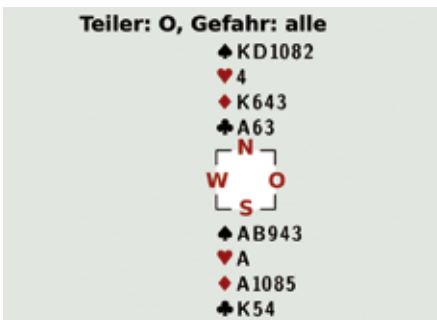 Teiler: O, Gefahr: alle
♠KD1082
♥4
♦K643
♣A63
N
W O
S
♠AB943
♥A
♦A1085
♣K54